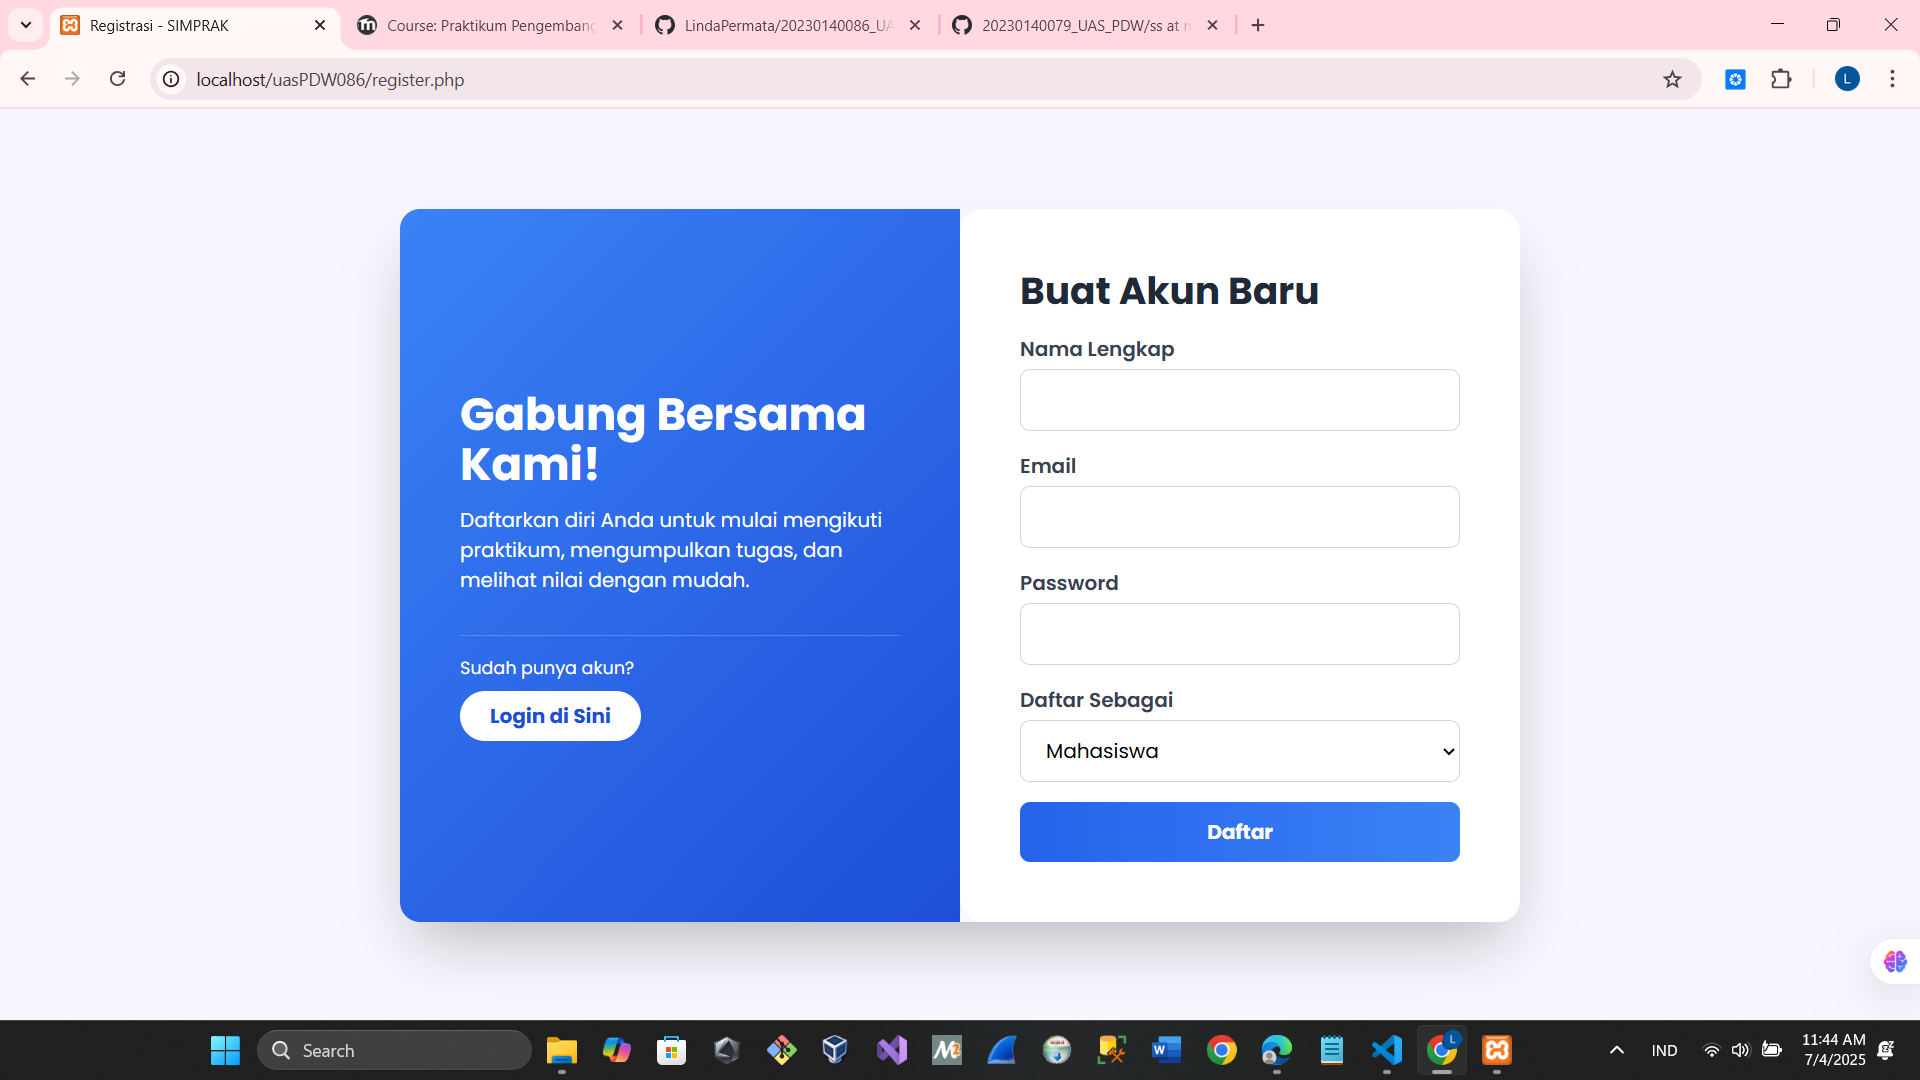 Registrasi - SIMPRAK
Course: Praktikum Pengembang
LindaPermata/20230140086_UA
20230140079_UAS_PDW/ss at m
localhost/uasPDW086/register.php
L
Gabung Bersama
Kami!
Daftarkan diri Anda untuk mulai mengikuti
praktikum, mengumpulkan tugas, dan
melihat nilai dengan mudah.
Sudah punya akun?
Login di Sini
Buat Akun Baru
Nama Lengkap
Email
Password
Daftar Sebagai
Mahasiswa
Daftar
Search
IND
11:44 AM
7/4/2025